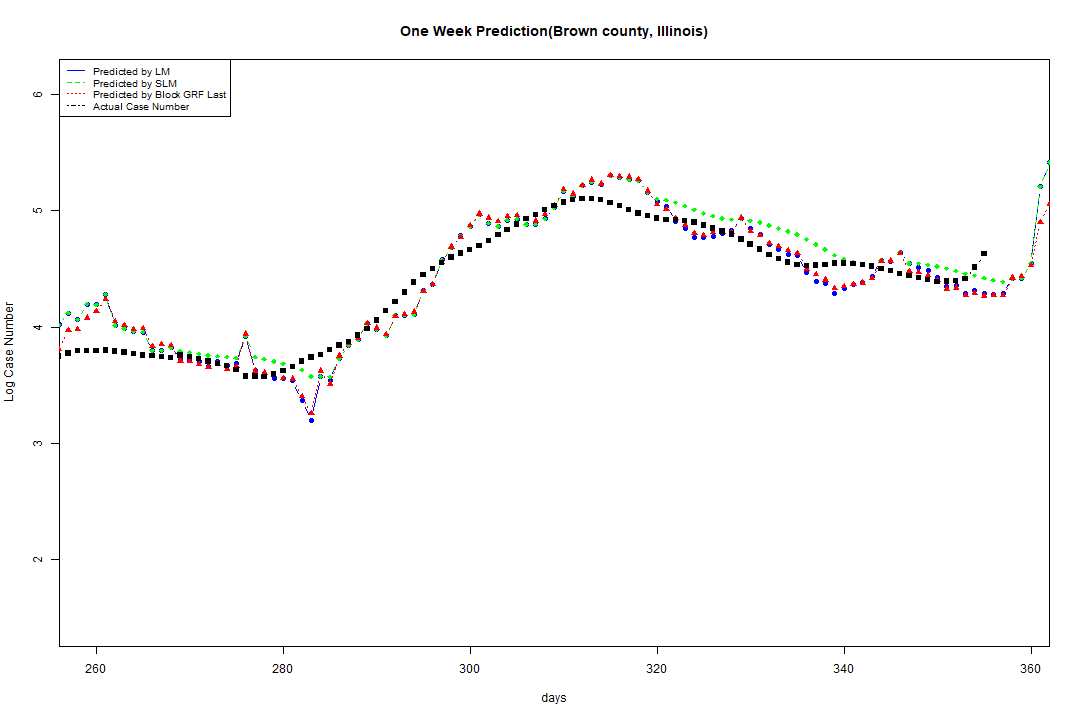 One Week Prediction(Brown county, Illinois)
Predicted by LM
Predicted by SLM
Predicted by Block GRF Last
Actual Case Number
6
5
4
3
2
Log Case Number
260 280 300 320 340 360
days